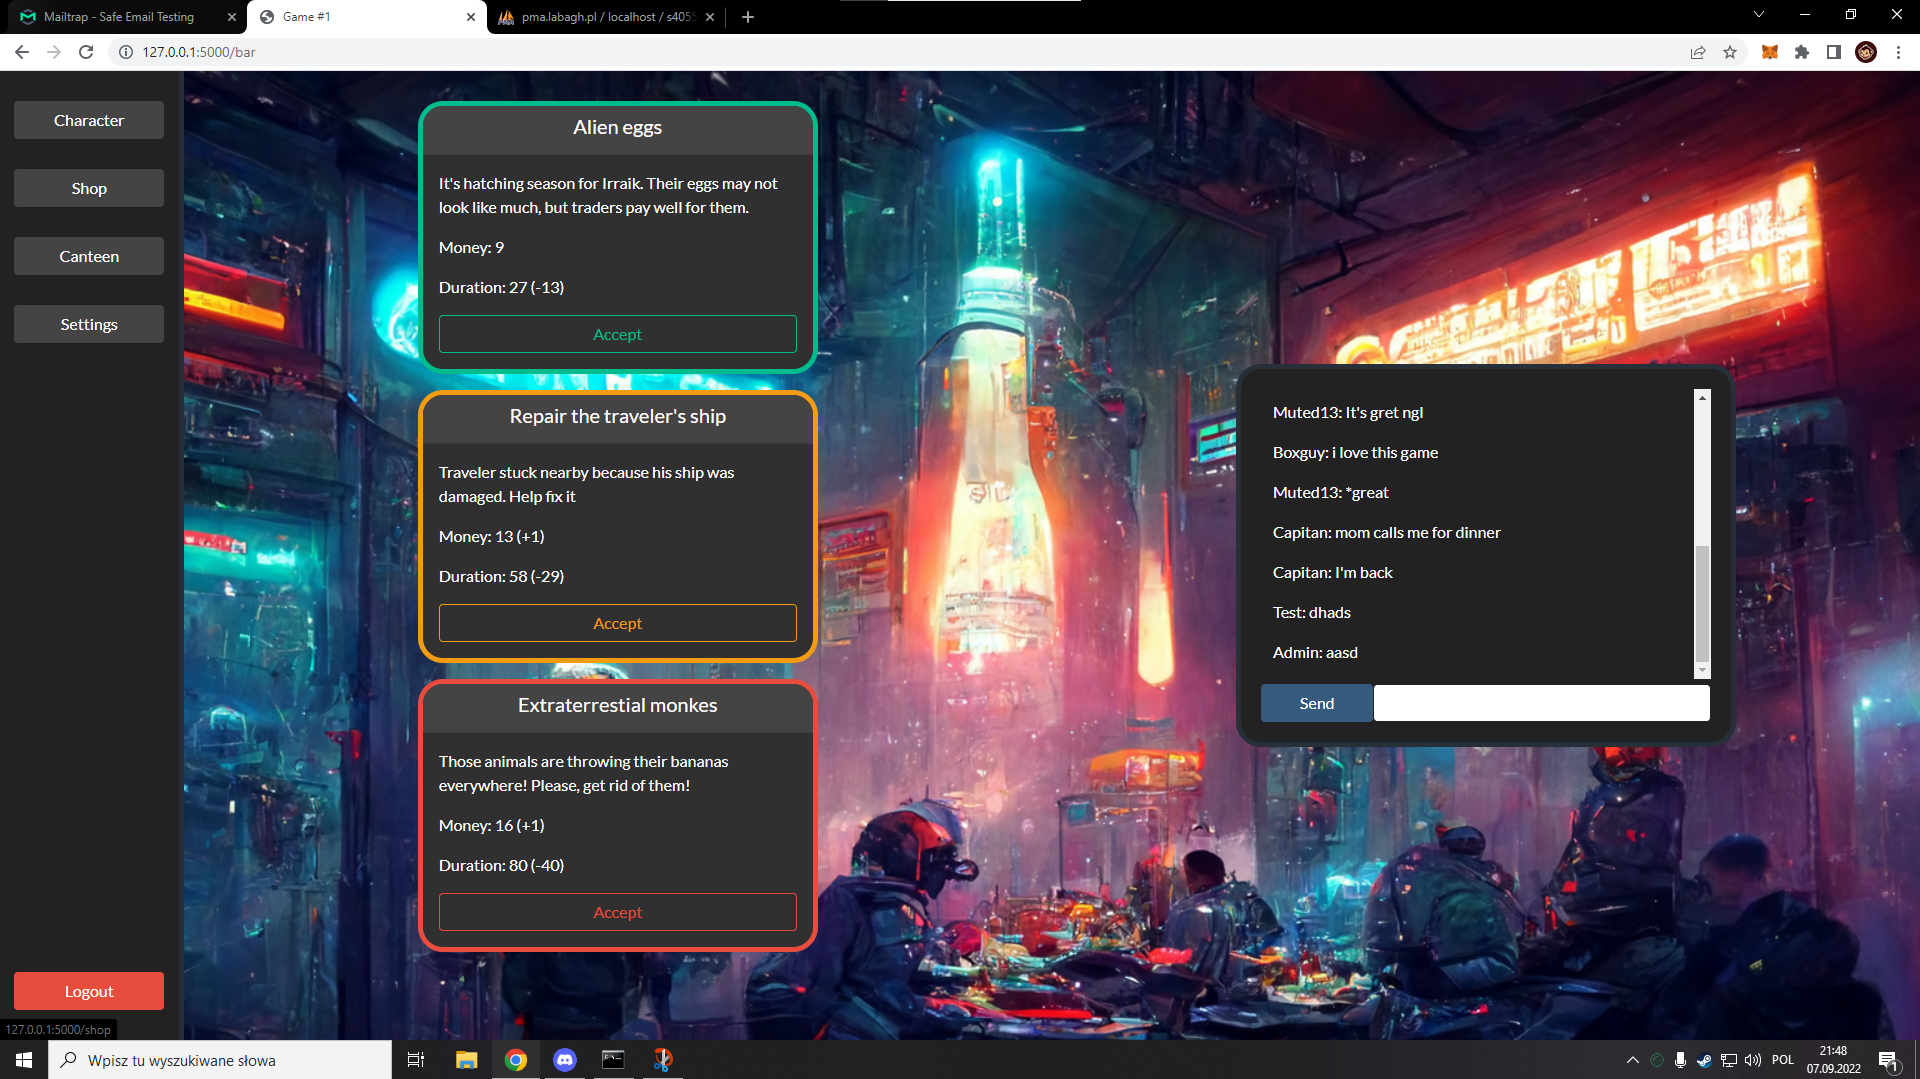 Mailtrap - Safe Email Testing
Game #1
pma.labagh.pl / localhost / s4055
127.0.0.1:5000/bar
Character
Shop
Canteen
Settings
Logout
127.0.0.1:5000/shop
Alien eggs
It's hatching season for Irraik. Their eggs may not
look like much, but traders pay well for them.
Money: 9
Duration: 27 (-13)
Accept
Repair the traveler's ship
Traveler stuck nearby because his ship was
damaged. Help fix it
Money: 13 (+1)
Duration: 58 (-29)
Accept
Extraterrestial monkes
Those animals are throwing their bananas
everywhere! Please, get rid of them!
Money: 16 (+1)
Duration: 80 (-40)
Accept
Muted13: It's gret ngl
Boxguy: i love this game
Muted13: *great
Capitan: mom calls me for dinner
Capitan: I'm back
Test: dhads
Admin: aasd
Send
Wpisz tu wyszukiwane słowa
POL
21:48
07.09.2022
1